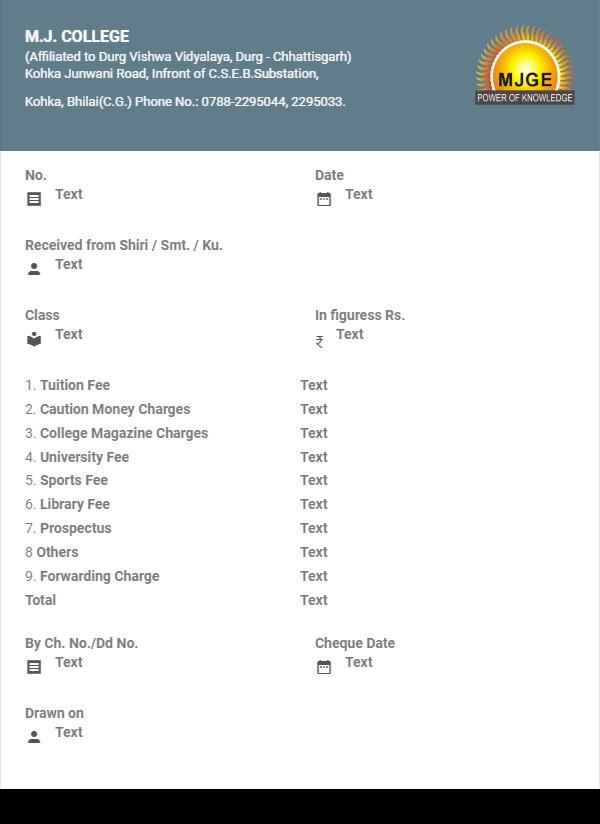 M.J. COLLEGE
(Affiliated to Durg Vishwa Vidyalaya, Durg - Chhattisgarh)
Kohka Junwani Road, Infront of C.S.E.B.Substation,
Kohka, Bhilai(C.G.) Phone No.: 0788-2295044, 2295033.
MJGE
POWER OF KNOWLEDGE
No. Date
Text Text
Received from Shiri / Smt. / Ku.
Text
Class In figuress Rs.
Text ₹ Text
1. Tuition Fee Text
2. Caution Money Charges Text
3. College Magazine Charges Text
4. University Fee Text
5. Sports Fee Text
6. Library Fee Text
7. Prospectus Text
8 Others Text
9. Forwarding Charge Text
Total Text
By Ch. No./Dd No. Cheque Date
Text Text
Drawn on
Text